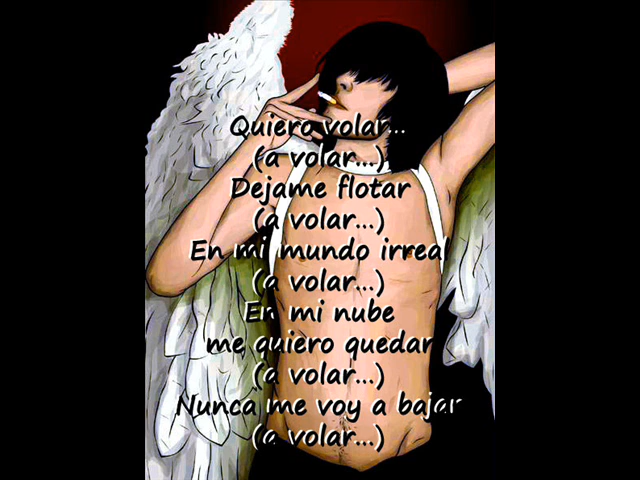 Quiero volar...
(a volar...)
Dejame flotar
(a volar...)
En mi mundo irreal
(a volar...)
En mi nube
me quiero quedar
(a volar...)
Nunca me voy a bajar
(a volar...)